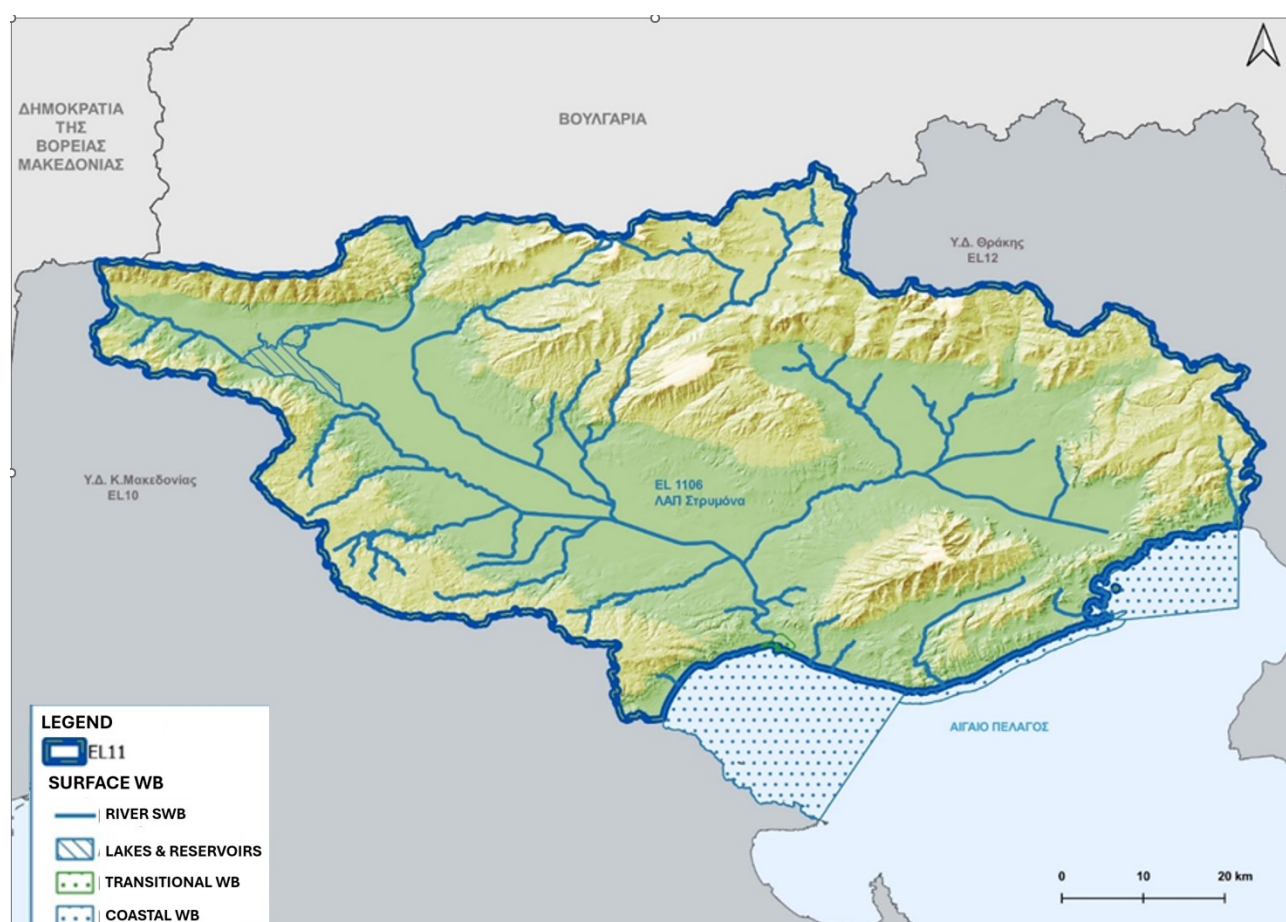 ΔΗΜΟΚΡΑΤΙΑ
ΤΗΣ
ΒΟΡΕΙΑΣ
ΜΑΚΕΔΟΝΙΑΣ
ΒΟΥΛΓΑΡΙΑ
Υ.Δ. Θράκης
EL12
Υ.Δ. Κ.Μακεδονίας
EL10
EL 1106
ΛΑΠ Στρυμόνα
ΑΙΓΑΙΟ ΠΕΛΑΓΟΣ
LEGEND
EL11
SURFACE WB
RIVER SWB
LAKES & RESERVOIRS
TRANSITIONAL WB
COASTAL WB
0 10 20 km